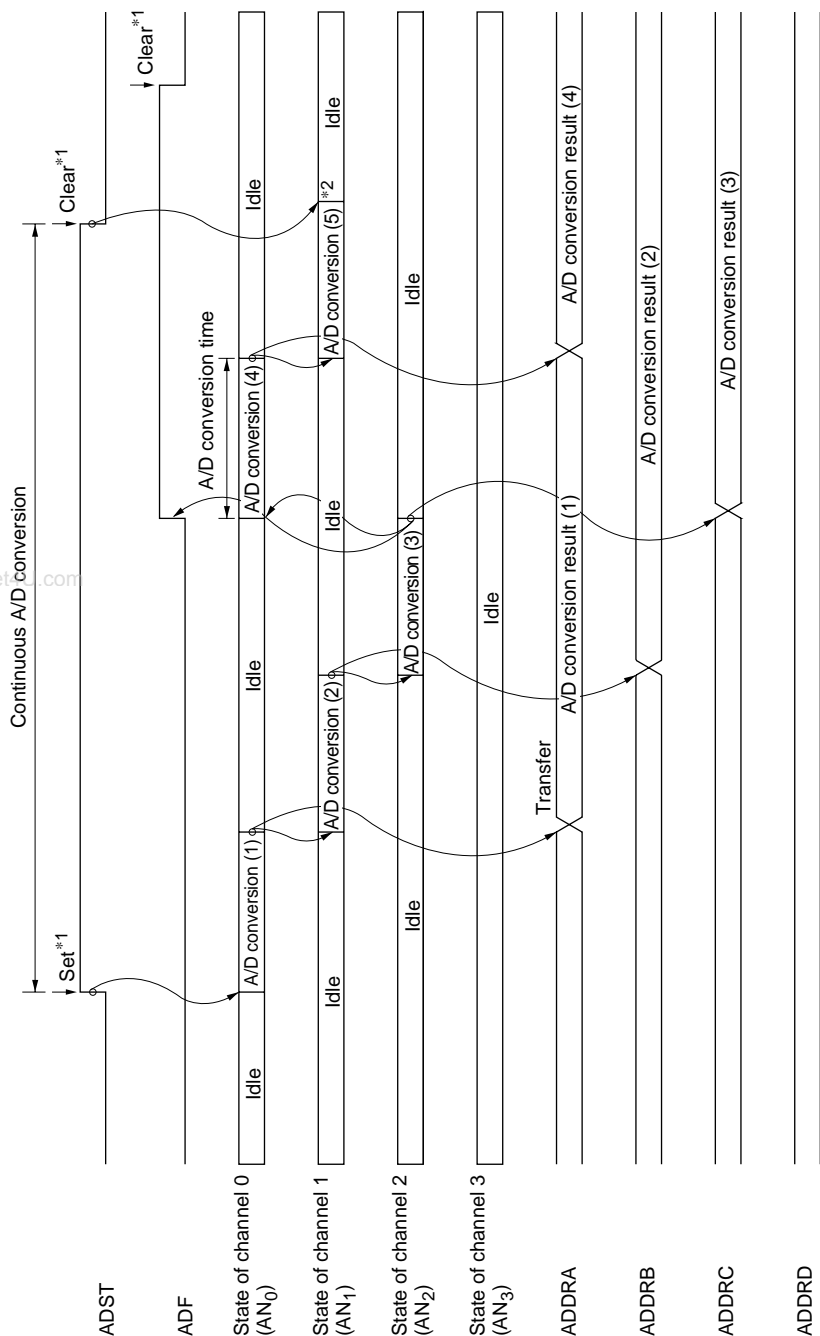 Continuous A/D conversion
Set*1
Clear*1
ADST
Clear*1
ADF
A/D conversion time
State of channel 0
(AN0)
Idle
A/D conversion (1)
Idle
A/D conversion (4)
Idle
State of channel 1
(AN1)
Idle
A/D conversion (2)
Idle
A/D conversion (5)
*2
Idle
State of channel 2
(AN2)
Idle
A/D conversion (3)
Idle
State of channel 3
(AN3)
Idle
Transfer
ADDRA
A/D conversion result (1)
A/D conversion result (4)
ADDRB
A/D conversion result (2)
ADDRC
A/D conversion result (3)
ADDRD
et4U.com